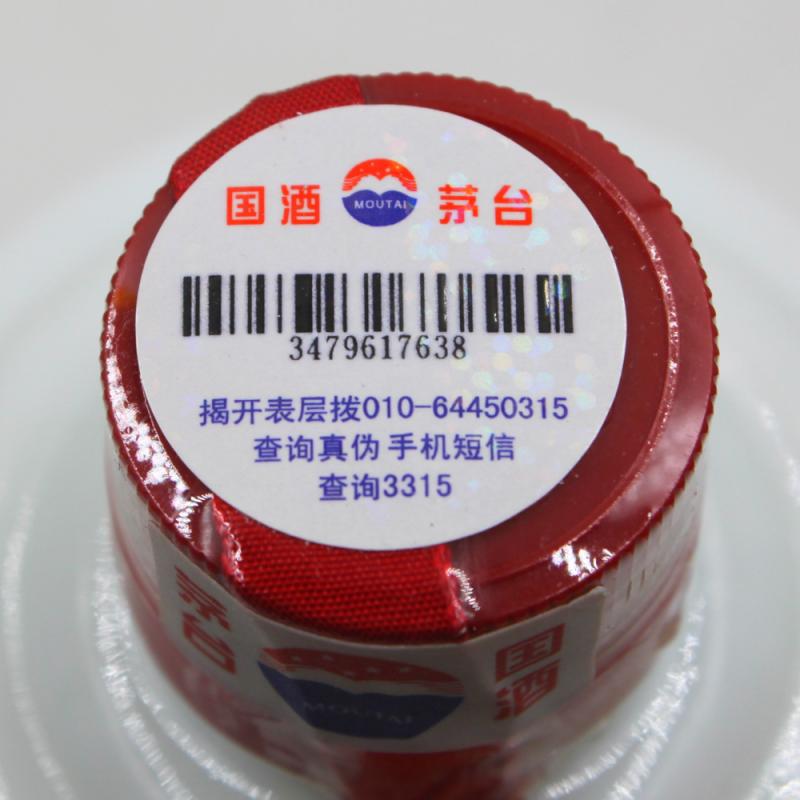 国酒 MOUTAI 茅台
3479617638
揭开表层拨010-64450315
查询真伪 手机短信
查询3315
茅台 MOUTAI 国酒